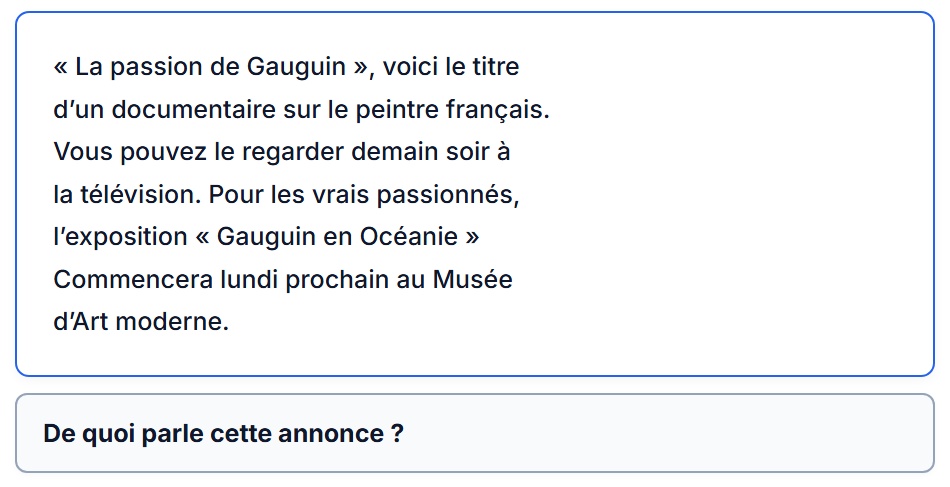 « La passion de Gauguin », voici le titre
d’un documentaire sur le peintre français.
Vous pouvez le regarder demain soir à
la télévision. Pour les vrais passionnés,
l’exposition « Gauguin en Océanie »
Commencera lundi prochain au Musée
d’Art moderne.
De quoi parle cette annonce ?